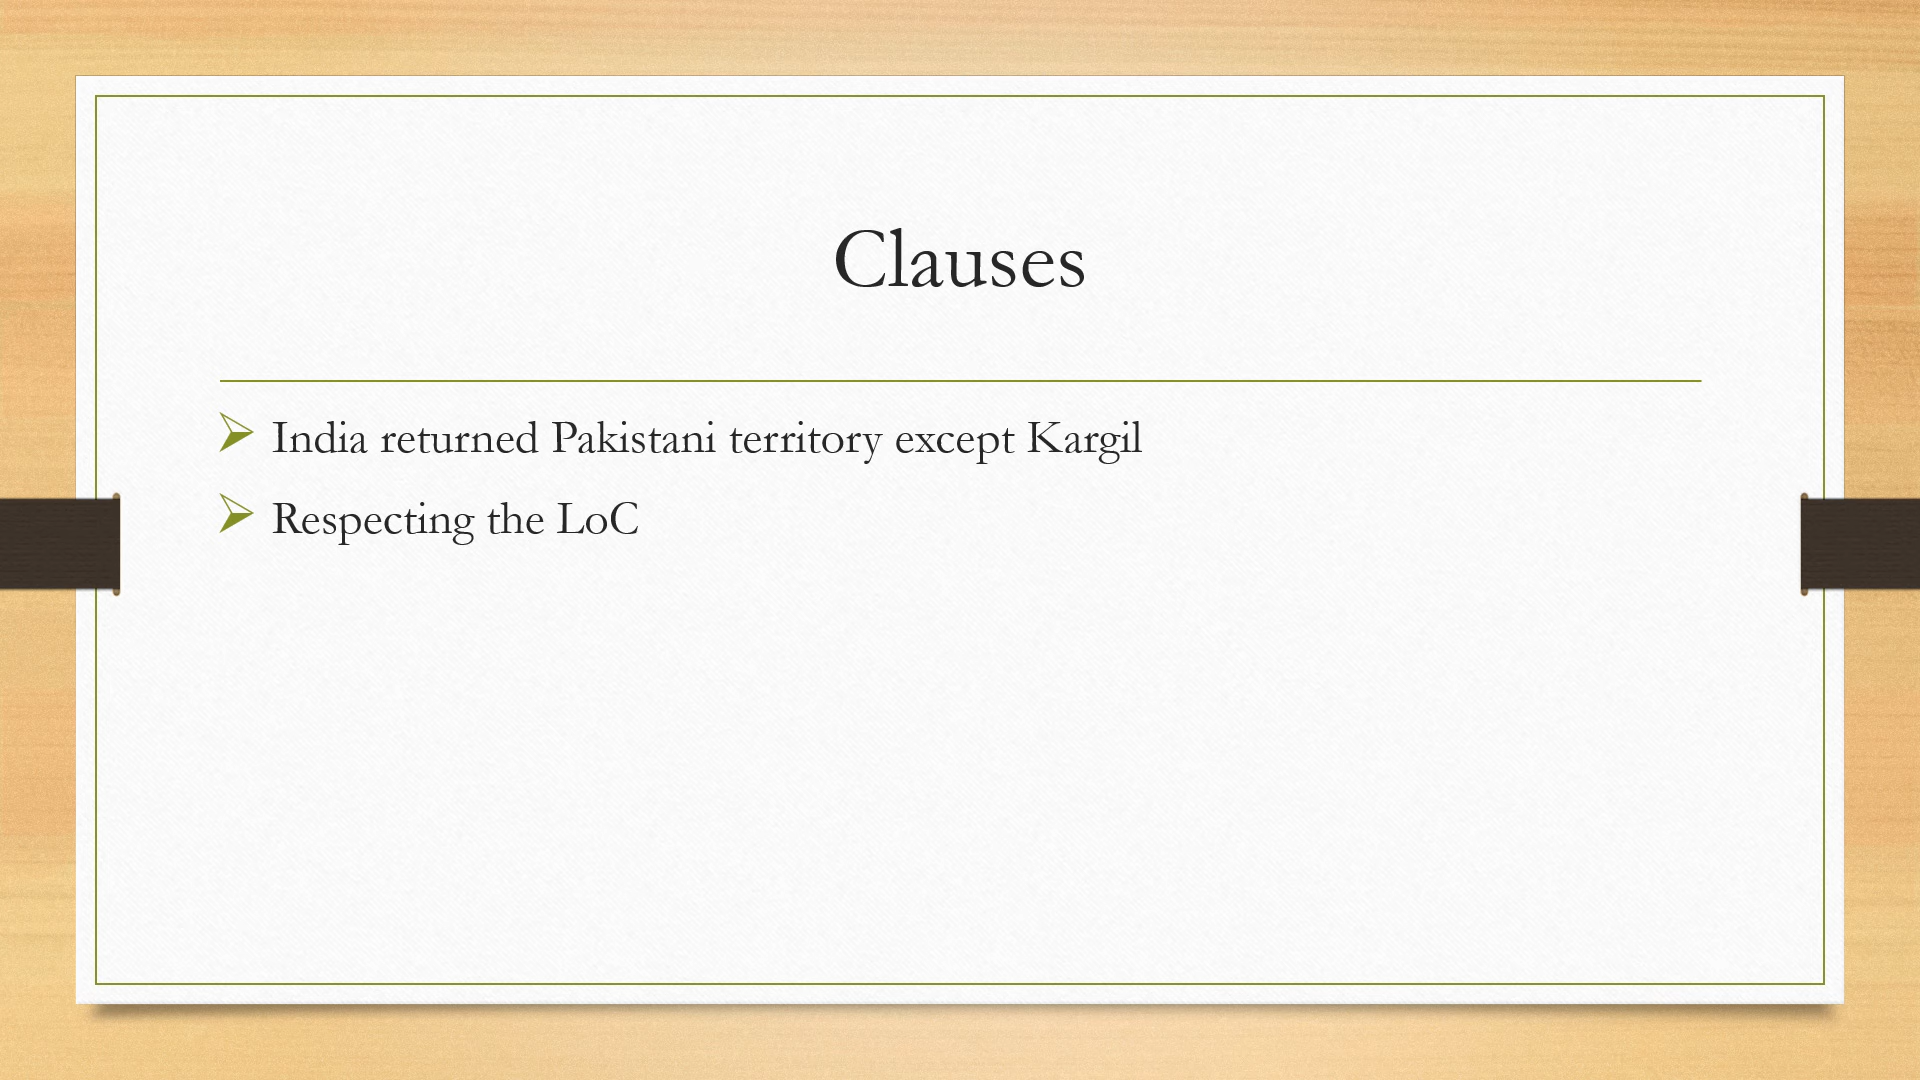 Clauses
India returned Pakistani territory except Kargil
Respecting the LoC